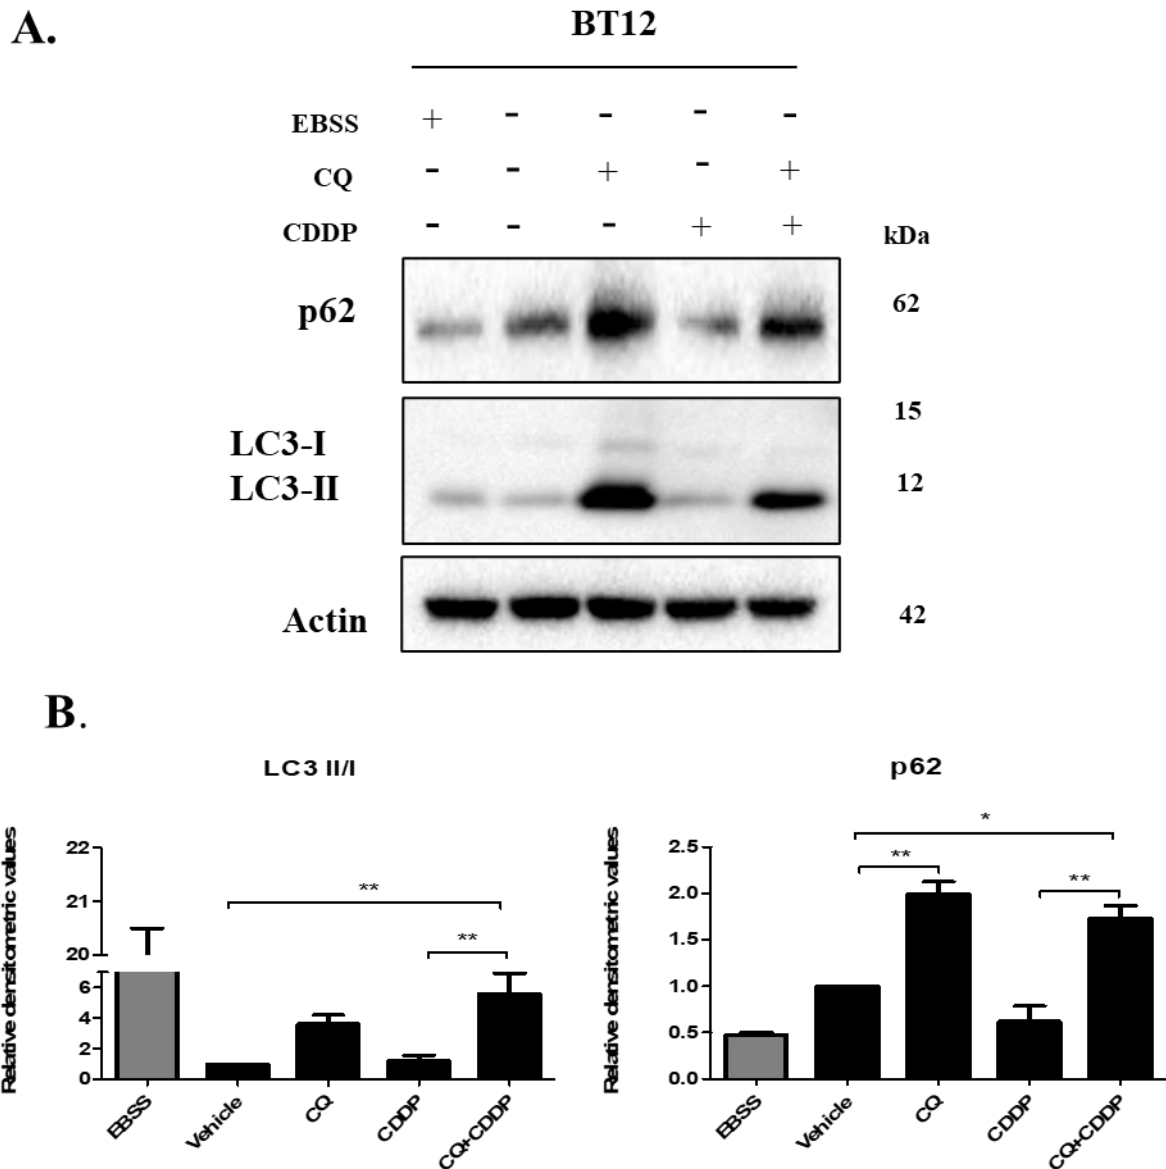 A.
BT12
EBSS + - - - -
CQ - - + - +
CDDP - - - + +
kDa
p62
62
15
LC3-I
LC3-II
12
Actin
42
B.
LC3 II/I
Relative densitometric values
22
21
20
6
4
2
0
**
**
EBSS
Vehicle
CQ
CDDP
CQ+CDDP
p62
Relative densitometric values
2.5
2.0
1.5
1.0
0.5
0.0
*
**
**
EBSS
Vehicle
CQ
CDDP
CQ+CDDP